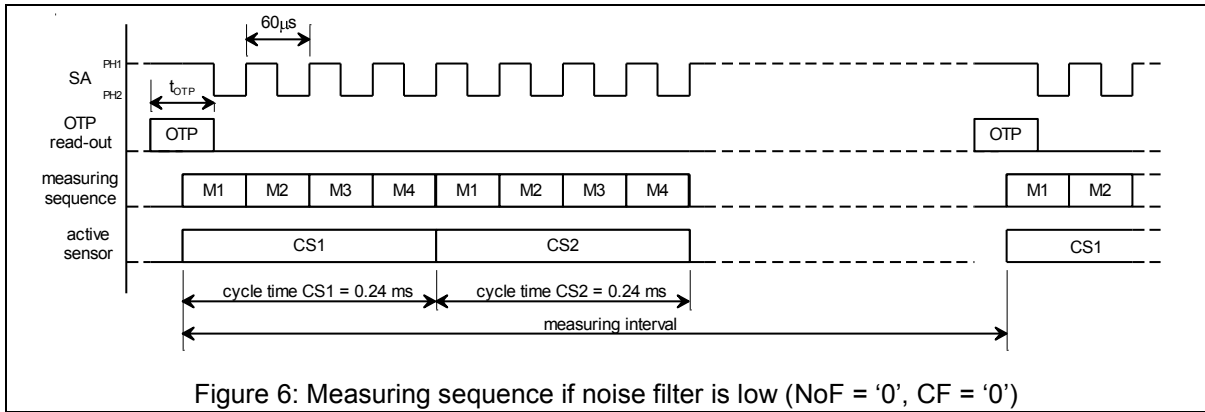 60μs
SA
PH1
PH2
tOTP
OTP
read-out
OTP
OTP
measuring
sequence
M1 M2 M3 M4 M1 M2 M3 M4
M1 M2
active
sensor
CS1
CS2
CS1
cycle time CS1 = 0.24 ms
cycle time CS2 = 0.24 ms
measuring interval
Figure 6: Measuring sequence if noise filter is low (NoF = ‘0’, CF = ‘0’)